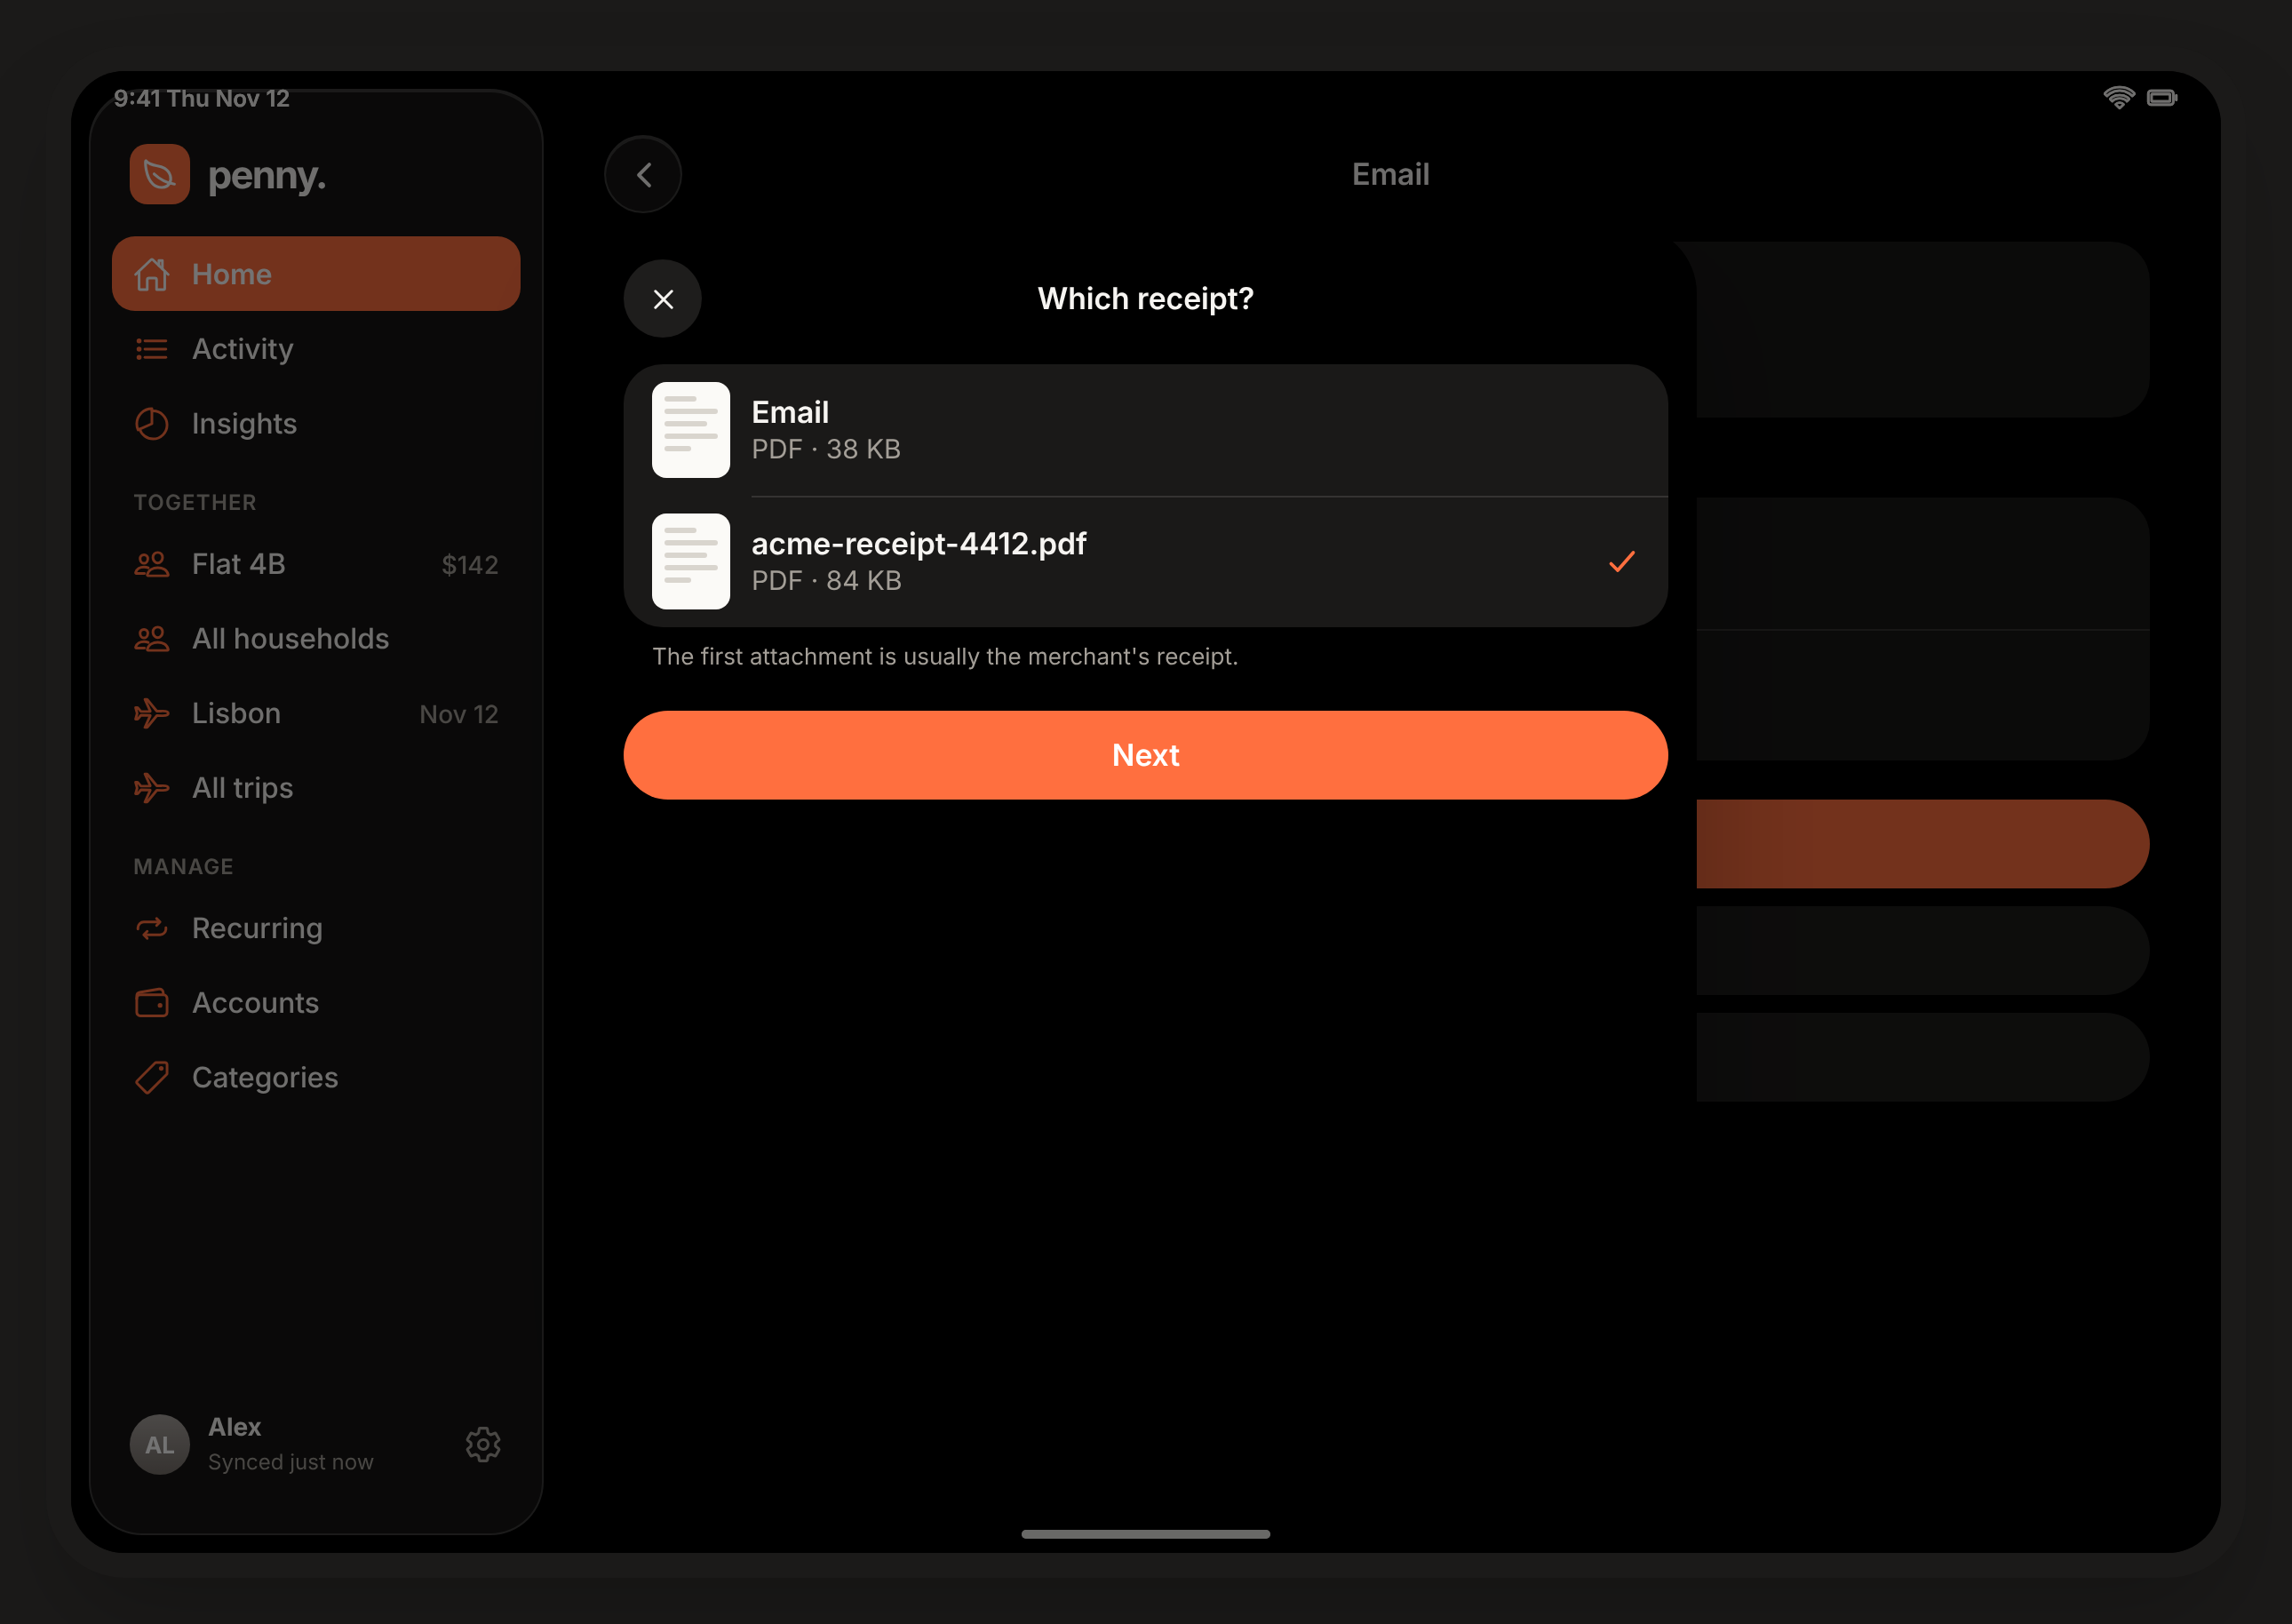 9:41 Thu Nov 12
penny.
Home
Activity
Insights
TOGETHER
Flat 4B $142
All households
Lisbon Nov 12
All trips
MANAGE
Recurring
Accounts
Categories
AL
Alex
Synced just now
Email
Which receipt?
Email
PDF · 38 KB
acme-receipt-4412.pdf
PDF · 84 KB
The first attachment is usually the merchant's receipt.
Next